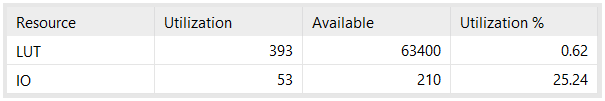 Resource Utilization Available Utilization %
LUT 393 63400 0.62
IO 53 210 25.24